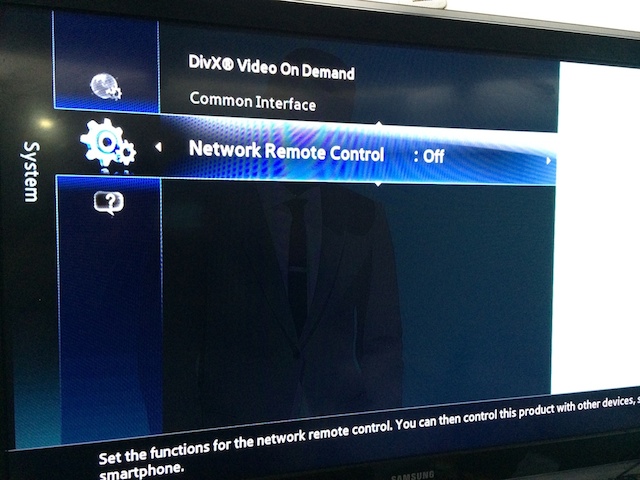 DivX® Video On Demand
Common Interface
System
Network Remote Control : Off
?
Set the functions for the network remote control. You can then control this product with other devices,
smartphone.
SAMSUNG